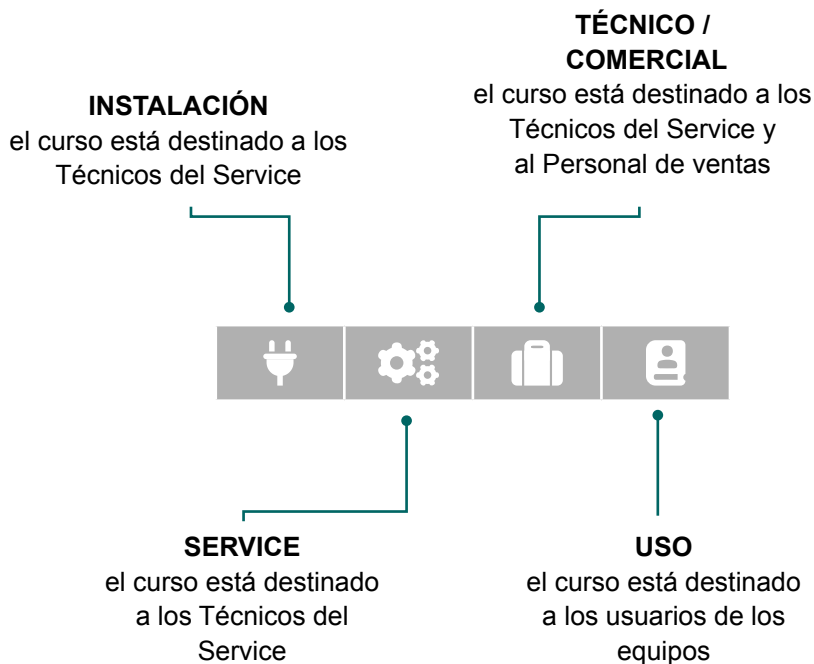 INSTALACIÓN
el curso está destinado a los
Técnicos del Service
TÉCNICO /
COMERCIAL
el curso está destinado a los
Técnicos del Service y
al Personal de ventas
SERVICE
el curso está destinado
a los Técnicos del
Service
USO
el curso está destinado
a los usuarios de los
equipos